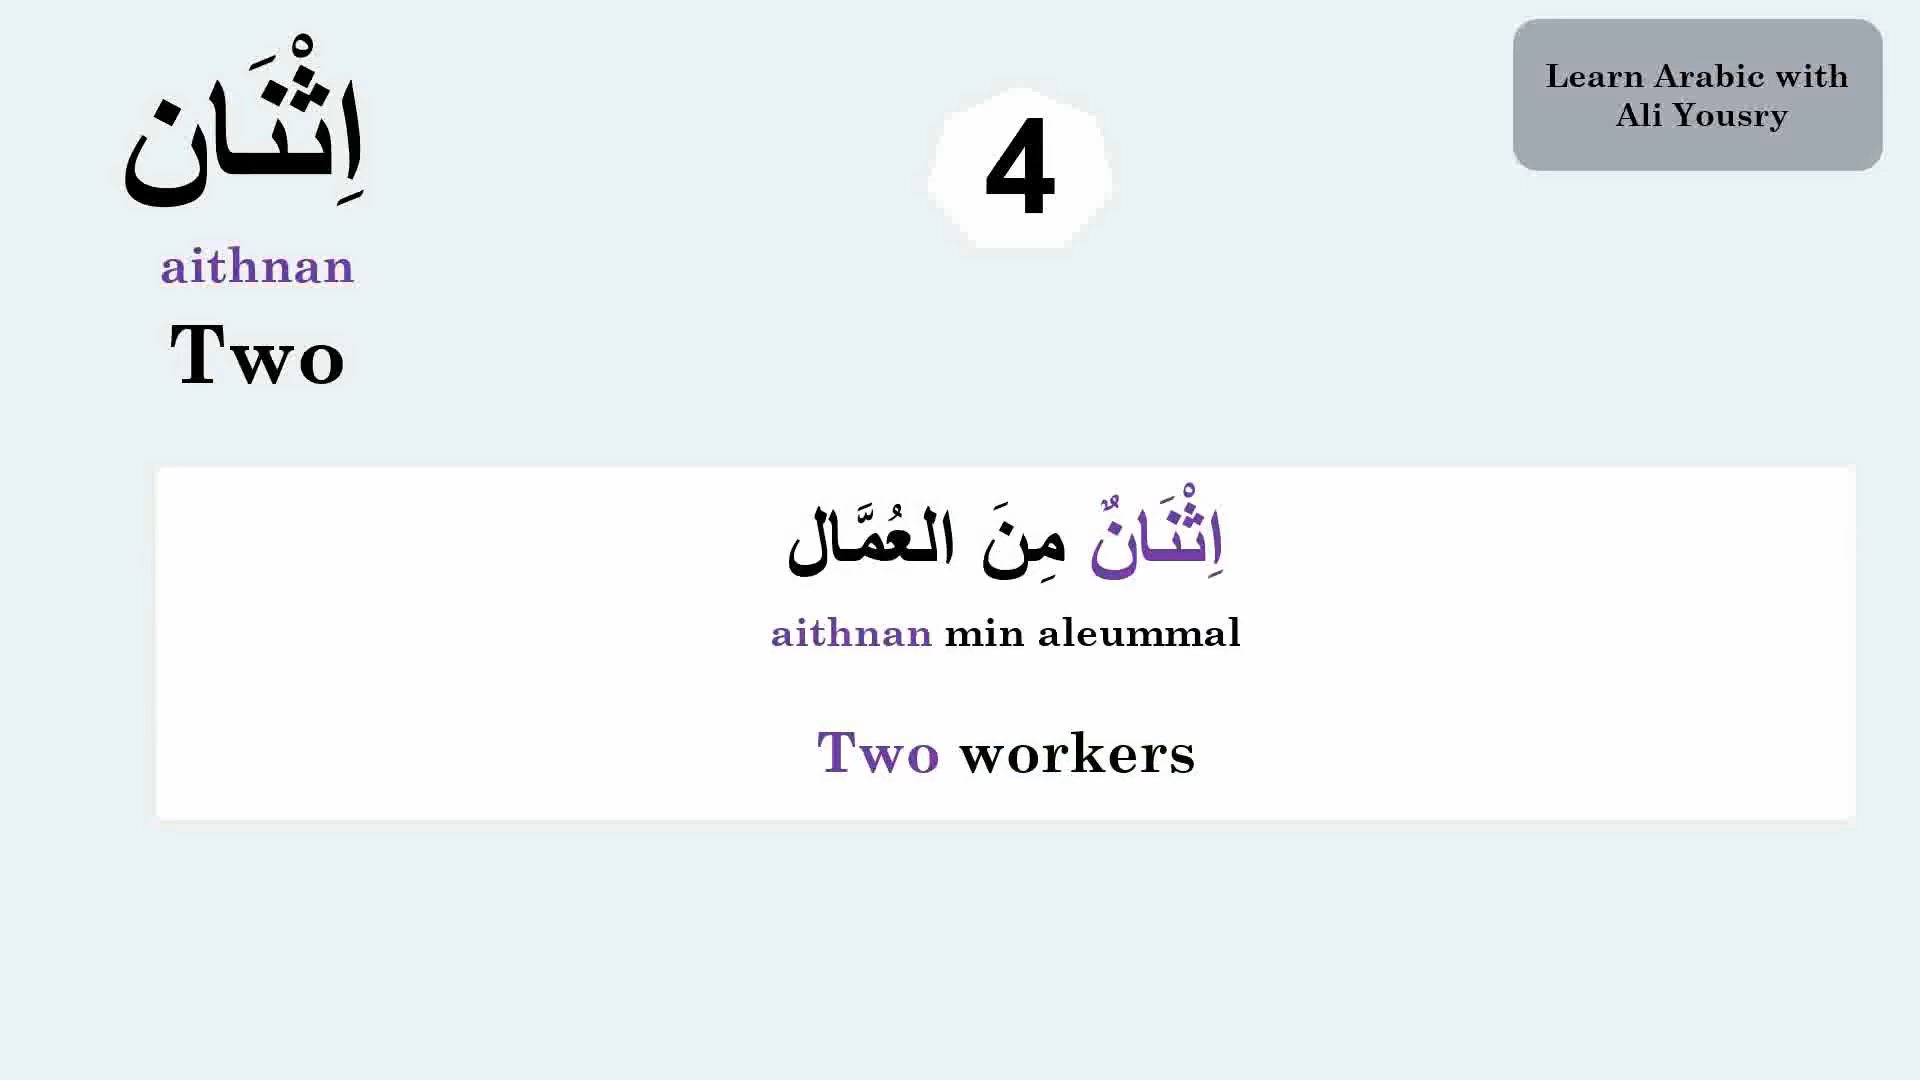 اِثْنَان
aithnan
Two
4
Learn Arabic with
Ali Yousry
اِثْنَانٌ مِنَ العُمَّال
aithnan min aleummal
Two workers